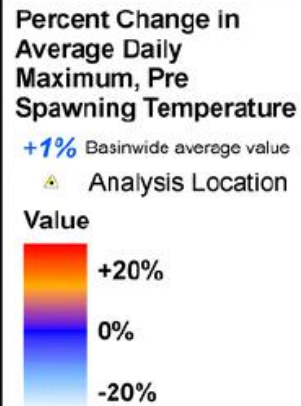 Percent Change in
Average Daily
Maximum, Pre
Spawning Temperature
+1% Basinwide average value
Analysis Location
Value
+20%
0%
-20%